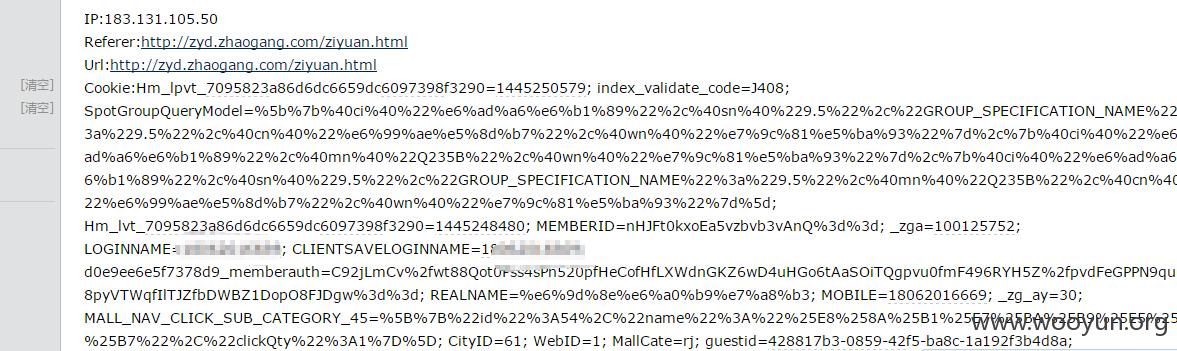 IP:183.131.105.50
Referer:http://zyd.zhaogang.com/ziyuan.html
Url:http://zyd.zhaogang.com/ziyuan.html
[清空] Cookie:Hm_lpvt_7095823a86d6dc6659dc6097398f3290=1445250579; index_validate_code=J408;
[清空] SpotGroupQueryModel=%5b%7b%40ci%40%22%e6%ad%a6%e6%b1%89%22%2c%40sn%40%229.5%22%2c%22GROUP_SPECIFICATION_NAME%22
3a%229.5%22%2c%40cn%40%22%e6%99%ae%e5%8d%b7%22%2c%40wn%40%22%e7%9c%81%e5%ba%93%22%7d%2c%7b%40ci%40%22%e6
ad%a6%e6%b1%89%22%2c%40mn%40%22Q235B%22%2c%40wn%40%22%e7%9c%81%e5%ba%93%22%7d%2c%7b%40ci%40%22%e6%ad%a6
6%b1%89%22%2c%40sn%40%229.5%22%2c%22GROUP_SPECIFICATION_NAME%22%3a%229.5%22%2c%40mn%40%22Q235B%22%2c%40cn%40
22%e6%99%ae%e5%8d%b7%22%2c%40wn%40%22%e7%9c%81%e5%ba%93%22%7d%5d;
Hm_lvt_7095823a86d6dc6659dc6097398f3290=1445248480; MEMBERID=nHJFt0kxoEa5vzbvb3vAnQ%3d%3d; _zga=100125752;
LOGINNAME= ; CLIENTSAVELOGINNAME=18
d0e9ee6e5f7378d9_memberauth=C92jLmCv%2fwt88Qot0Fss4sPn520pfHeCofHfLXWdnGKZ6wD4uHGo6tAaSOiTQgpvu0fmF496RYH5Z%2fpvdFeGPPN9qu
8pyVTWqfIlTJZfbDWBZ1DopO8FJDgw%3d%3d; REALNAME=%e6%9d%8e%e6%a0%b9%e7%a8%b3; MOBILE=18062016669; _zg_ay=30;
MALL_NAV_CLICK_SUB_CATEGORY_45=%5B%7B%22id%22%3A54%2C%22name%22%3A%22%25E8%258A%25B1%25E7%25BA%25B9%25E5%25
%25B7%22%2C%22clickQty%22%3A1%7D%5D; CityID=61; WebID=1; MallCate=rj; guestid=428817b3-0859-42f5-ba8c-1a192f3b4d8a;
www.wooyun.org